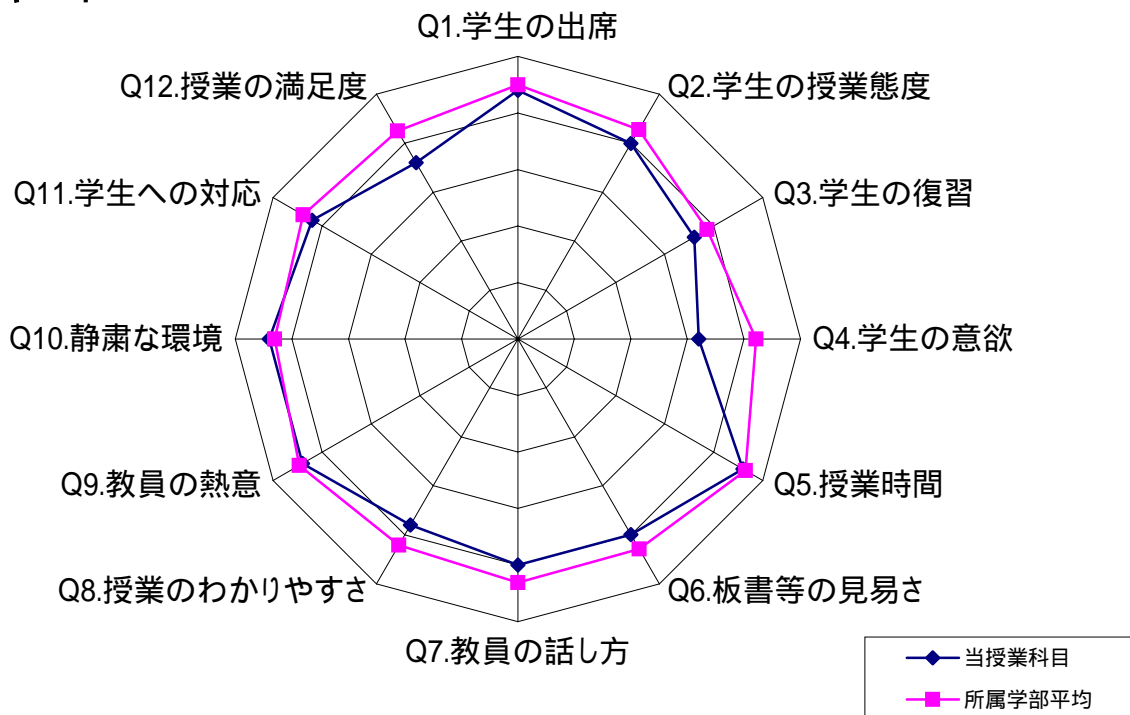 Q1.学生の出席
Q2.学生の授業態度
Q3.学生の復習
Q4.学生の意欲
Q5.授業時間
Q6.板書等の見易さ
Q7.教員の話し方
Q8.授業のわかりやすさ
Q9.教員の熱意
Q10.静粛な環境
Q11.学生への対応
Q12.授業の満足度
当授業科目
所属学部平均